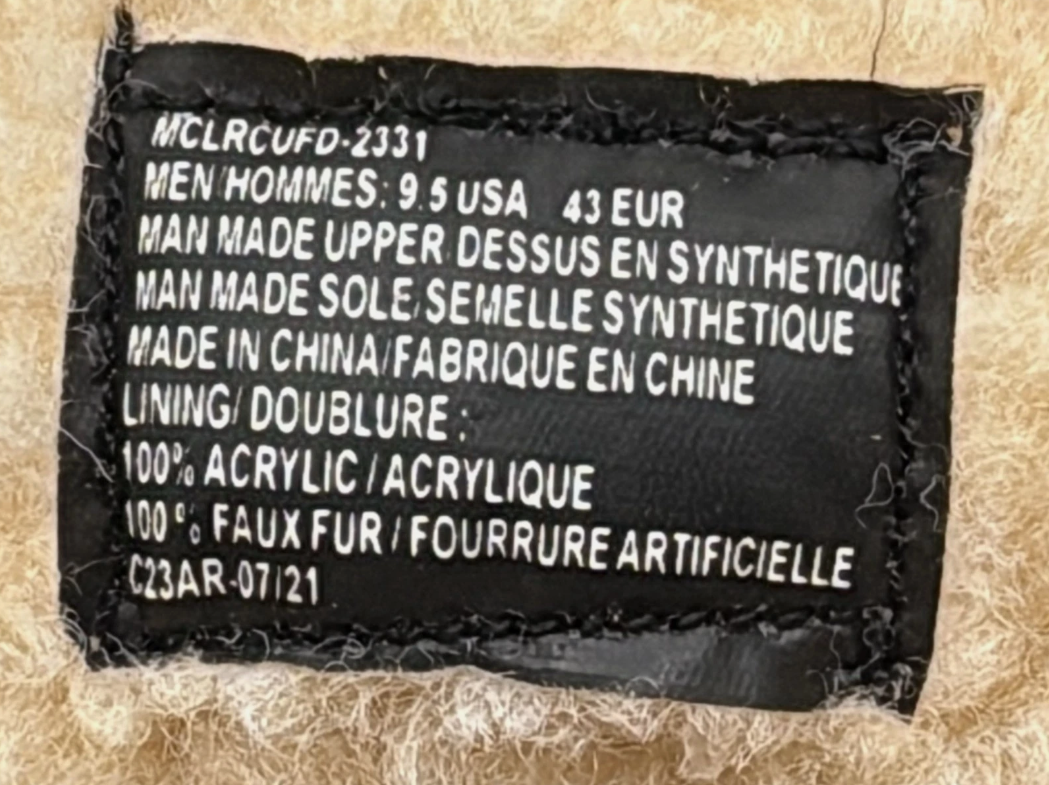 MCLRCUFD-2331
MEN/HOMMES: 9.5 USA 43 EUR
MAN MADE UPPER/DESSUS EN SYNTHETIQUE
MAN MADE SOLE/SEMELLE SYNTHETIQUE
MADE IN CHINA/FABRIQUE EN CHINE
LINING/ DOUBLURE :
100% ACRYLIC / ACRYLIQUE
100 % FAUX FUR / FOURRURE ARTIFICIELLE
C23AR-07/21